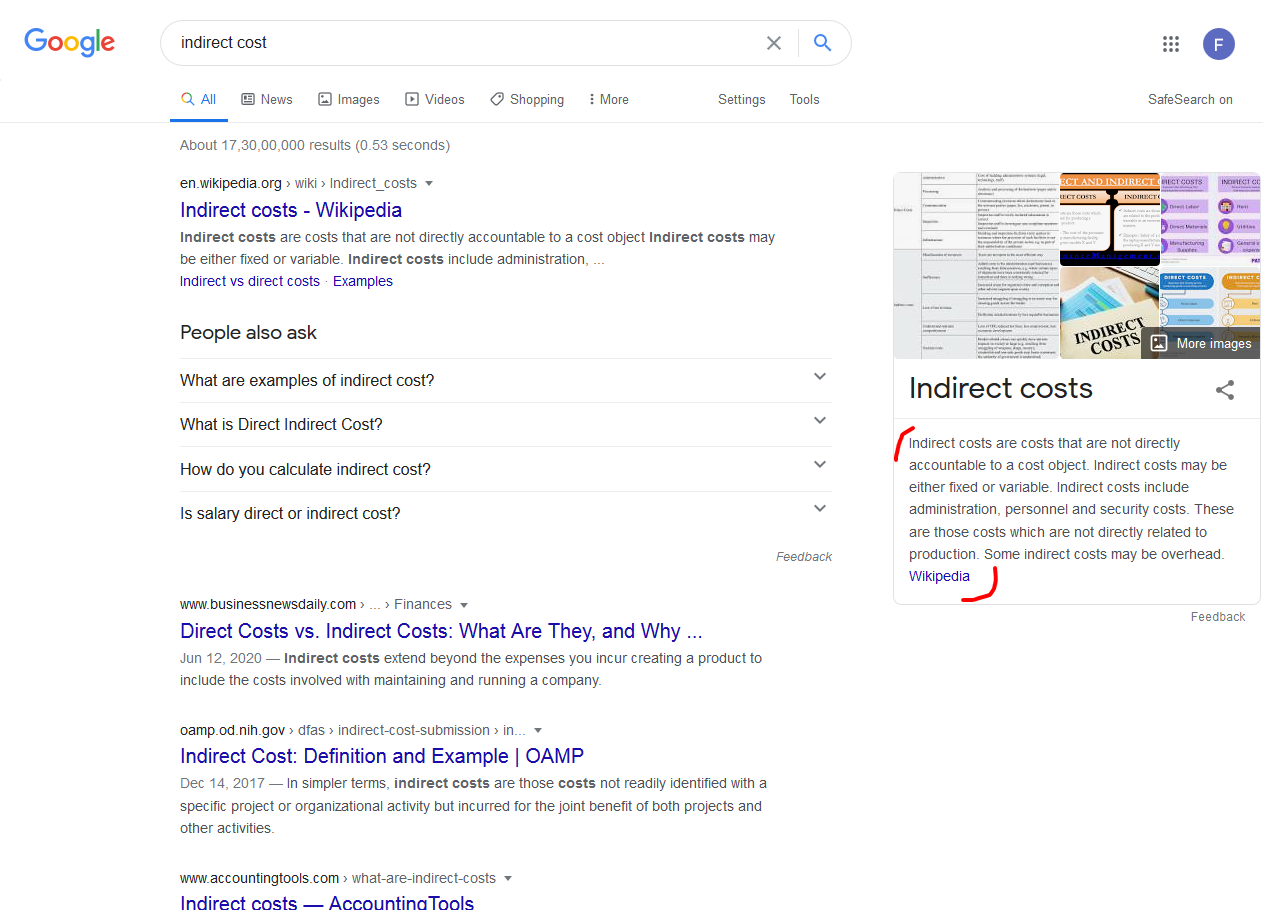 Google
indirect cost
F
All
News
Images
Videos
Shopping
More
Settings
Tools
SafeSearch on
About 17,30,00,000 results (0.53 seconds)
en.wikipedia.org › wiki › Indirect_costs
Indirect costs - Wikipedia
Indirect costs are costs that are not directly accountable to a cost object Indirect costs may
be either fixed or variable. Indirect costs include administration, ...
Indirect vs direct costs · Examples
People also ask
What are examples of indirect cost?
What is Direct Indirect Cost?
How do you calculate indirect cost?
Is salary direct or indirect cost?
Feedback
www.businessnewsdaily.com › ... › Finances
Direct Costs vs. Indirect Costs: What Are They, and Why ...
Jun 12, 2020 — Indirect costs extend beyond the expenses you incur creating a product to
include the costs involved with maintaining and running a company.
oamp.od.nih.gov › dfas › indirect-cost-submission › in...
Indirect Cost: Definition and Example | OAMP
Dec 14, 2017 — In simpler terms, indirect costs are those costs not readily identified with a
specific project or organizational activity but incurred for the joint benefit of both projects and
other activities.
www.accountingtools.com › what-are-indirect-costs
Indirect costs — AccountingTools
ECT AND INDIRECT C
COSTS
INDIRECT
COSTS
INDIRECT C
Direct Labor
Rent
Direct Materials
Utilities
Manufacturing
Supplies
INDIRECT
COSTS
DIRECT COSTS
More images
Indirect costs
Indirect costs are costs that are not directly
accountable to a cost object. Indirect costs may be
either fixed or variable. Indirect costs include
administration, personnel and security costs. These
are those costs which are not directly related to
production. Some indirect costs may be overhead.
Wikipedia
Feedback